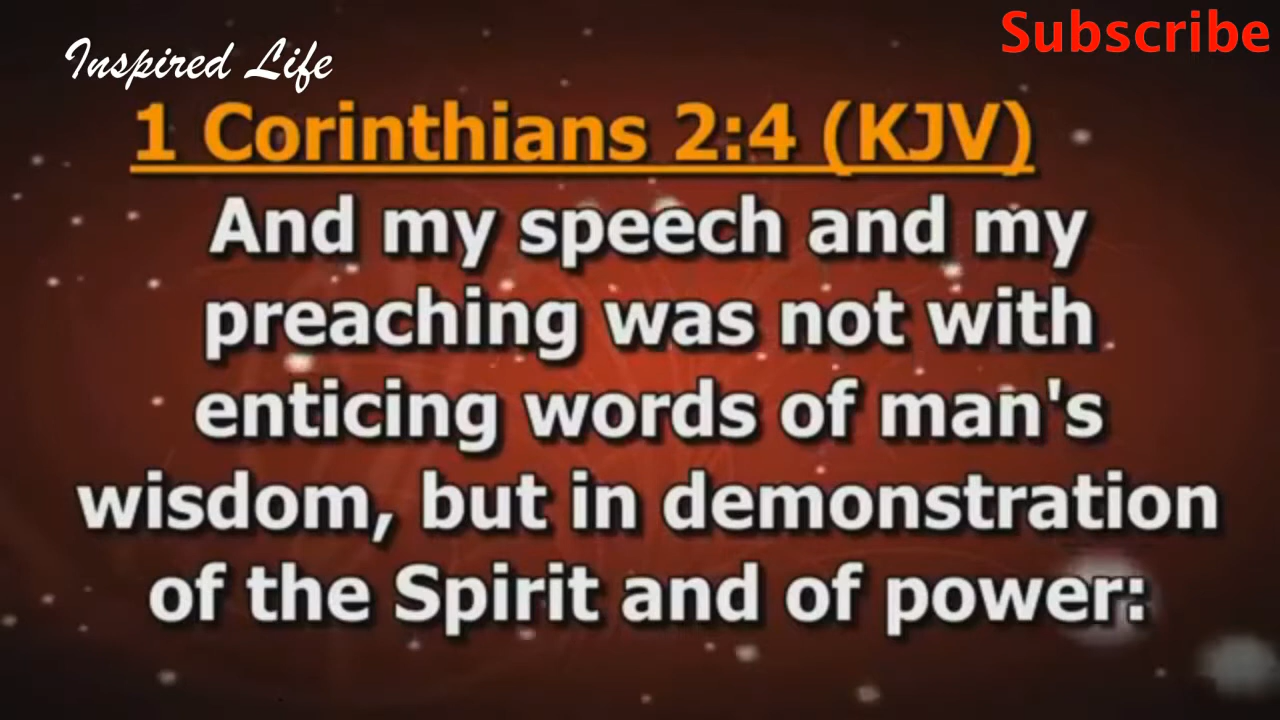 Subscribe
Inspired Life
1 Corinthians 2:4 (KJV)
And my speech and my
preaching was not with
enticing words of man's
wisdom, but in demonstration
of the Spirit and of power: